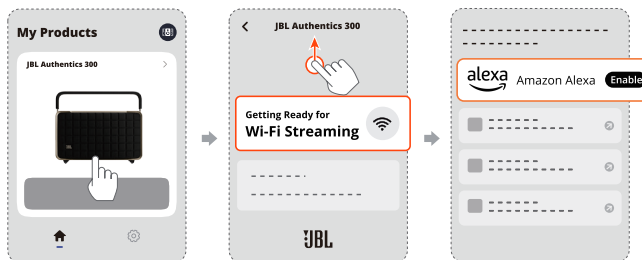 My Products
JBL Authentics 300
JBL Authentics 300
Getting Ready for
Wi-Fi Streaming
JBL
alexa Amazon Alexa Enable